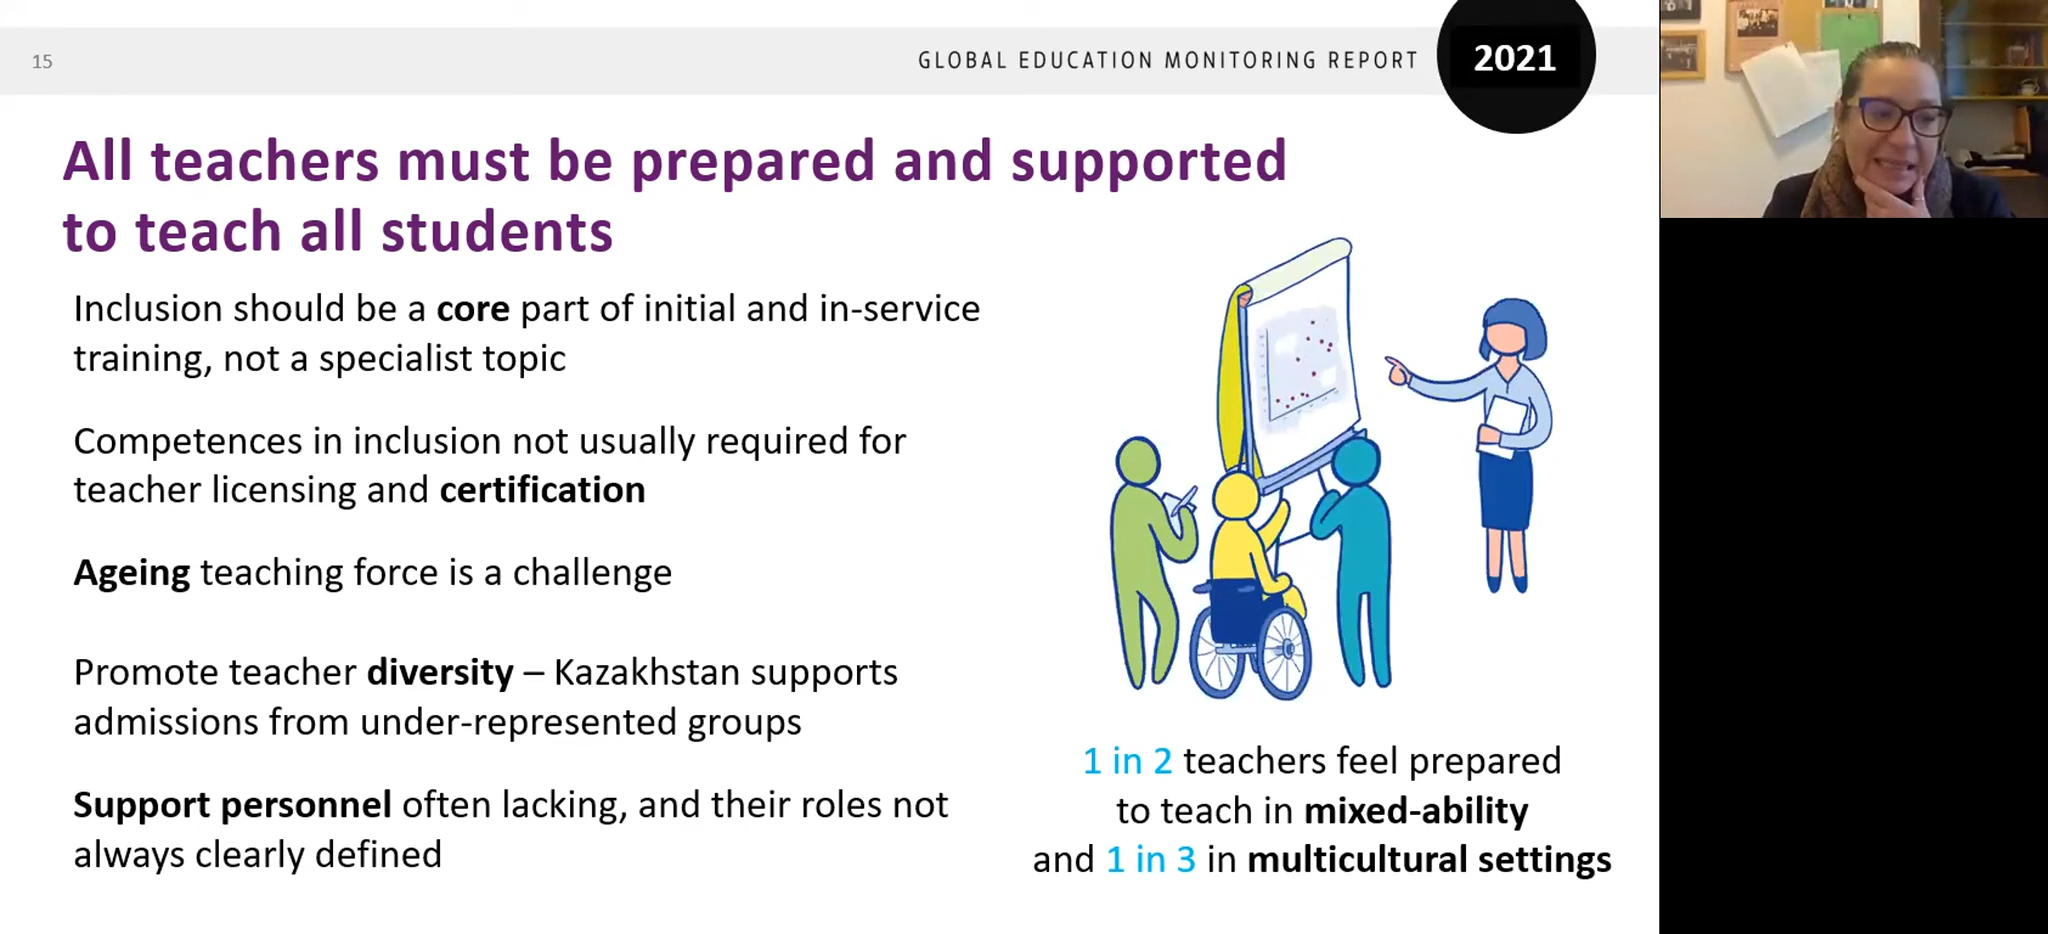 15
GLOBAL EDUCATION MONITORING REPORT
2021
All teachers must be prepared and supported
to teach all students
Inclusion should be a core part of initial and in-service
training, not a specialist topic
Competences in inclusion not usually required for
teacher licensing and certification
Ageing teaching force is a challenge
Promote teacher diversity – Kazakhstan supports
admissions from under-represented groups
Support personnel often lacking, and their roles not
always clearly defined
1 in 2 teachers feel prepared
to teach in mixed-ability
and 1 in 3 in multicultural settings